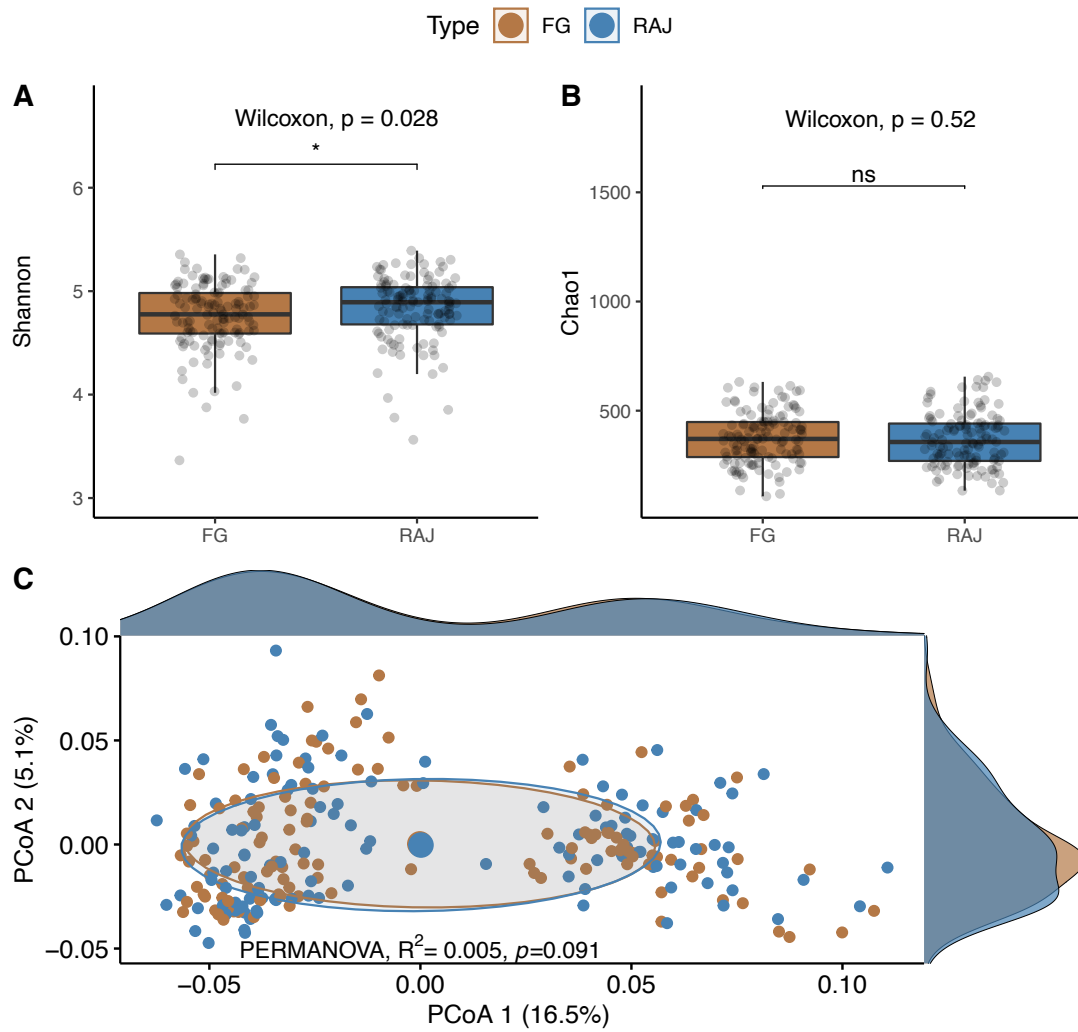 Type FG RAJ
A
Wilcoxon, p = 0.028
*
6
5
4
3
Shannon
FG RAJ
B
Wilcoxon, p = 0.52
ns
1500
1000
500
Chao1
FG RAJ
C
0.10
0.05
0.00
−0.05
PCoA 2 (5.1%)
PERMANOVA, R²= 0.005, p=0.091
−0.05 0.00 0.05 0.10
PCoA 1 (16.5%)